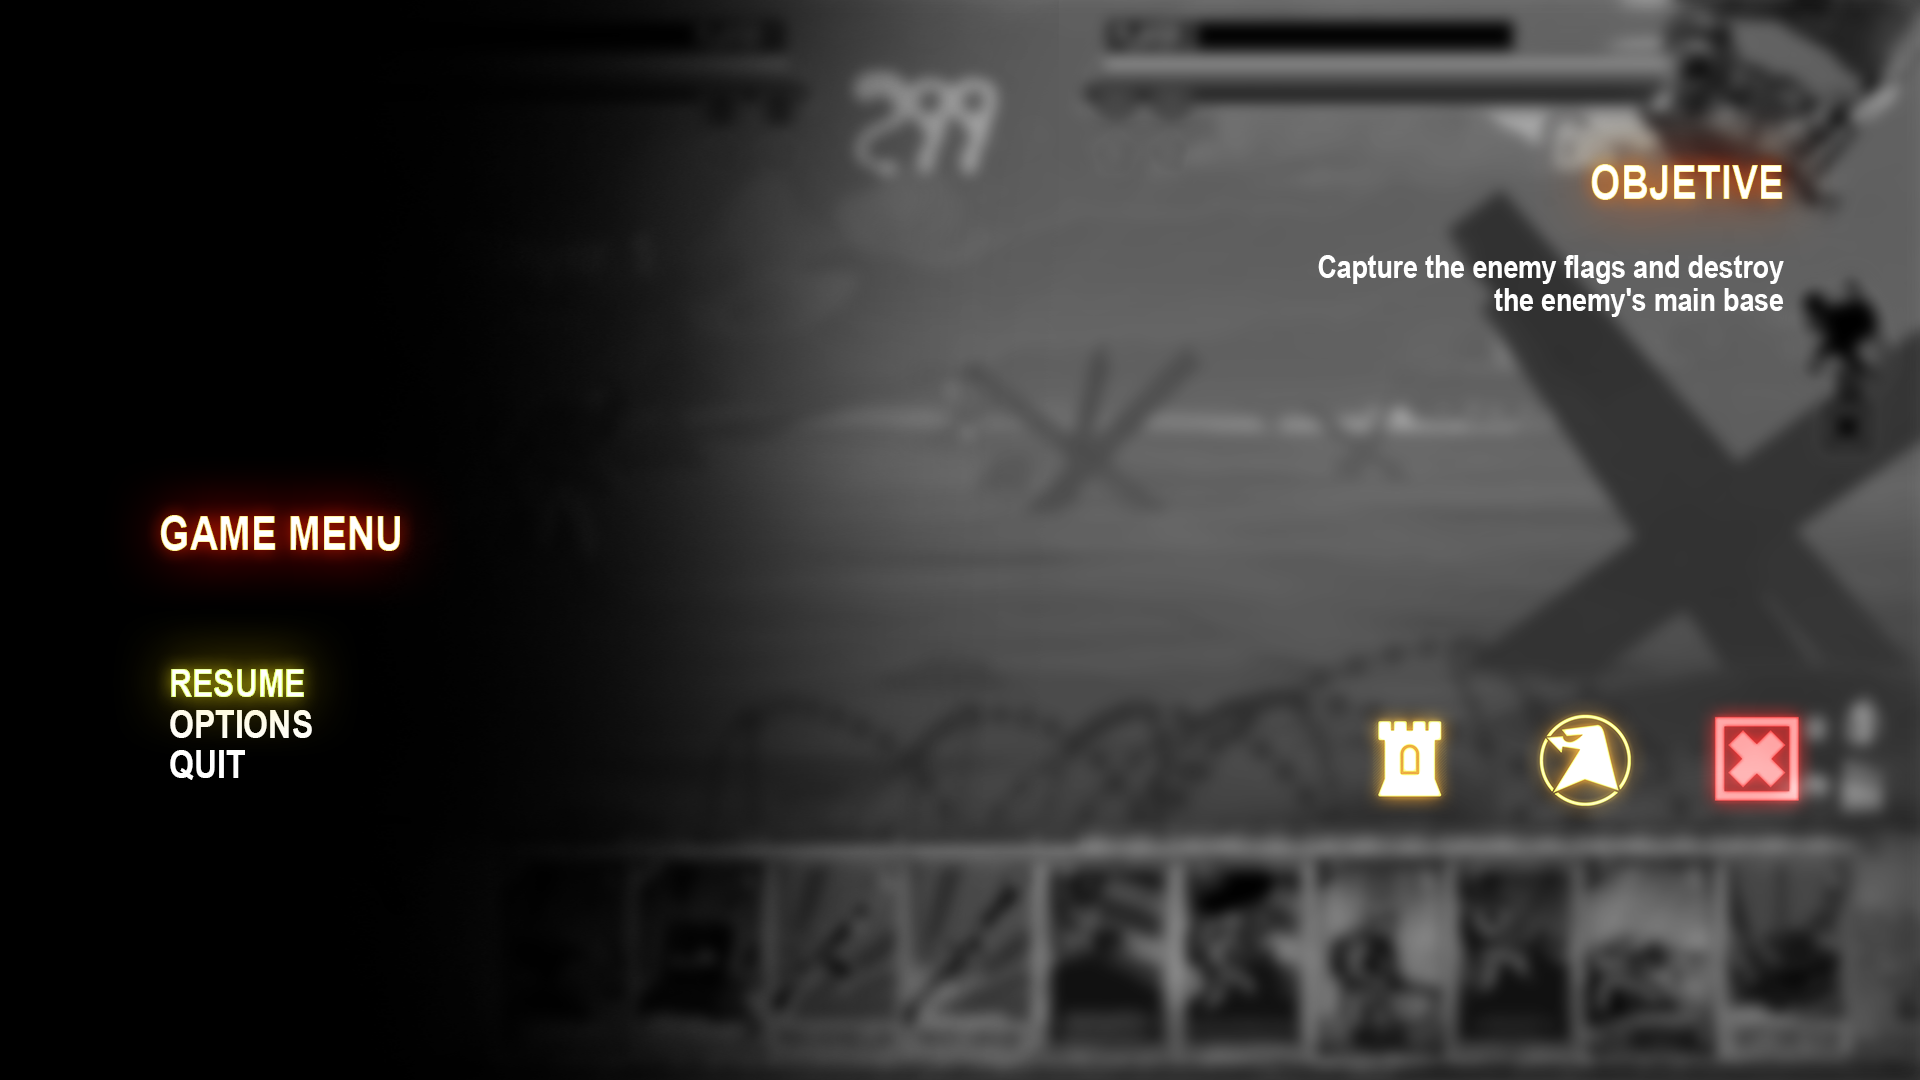 299
OBJETIVE
Capture the enemy flags and destroy
the enemy's main base
GAME MENU
RESUME
OPTIONS
QUIT